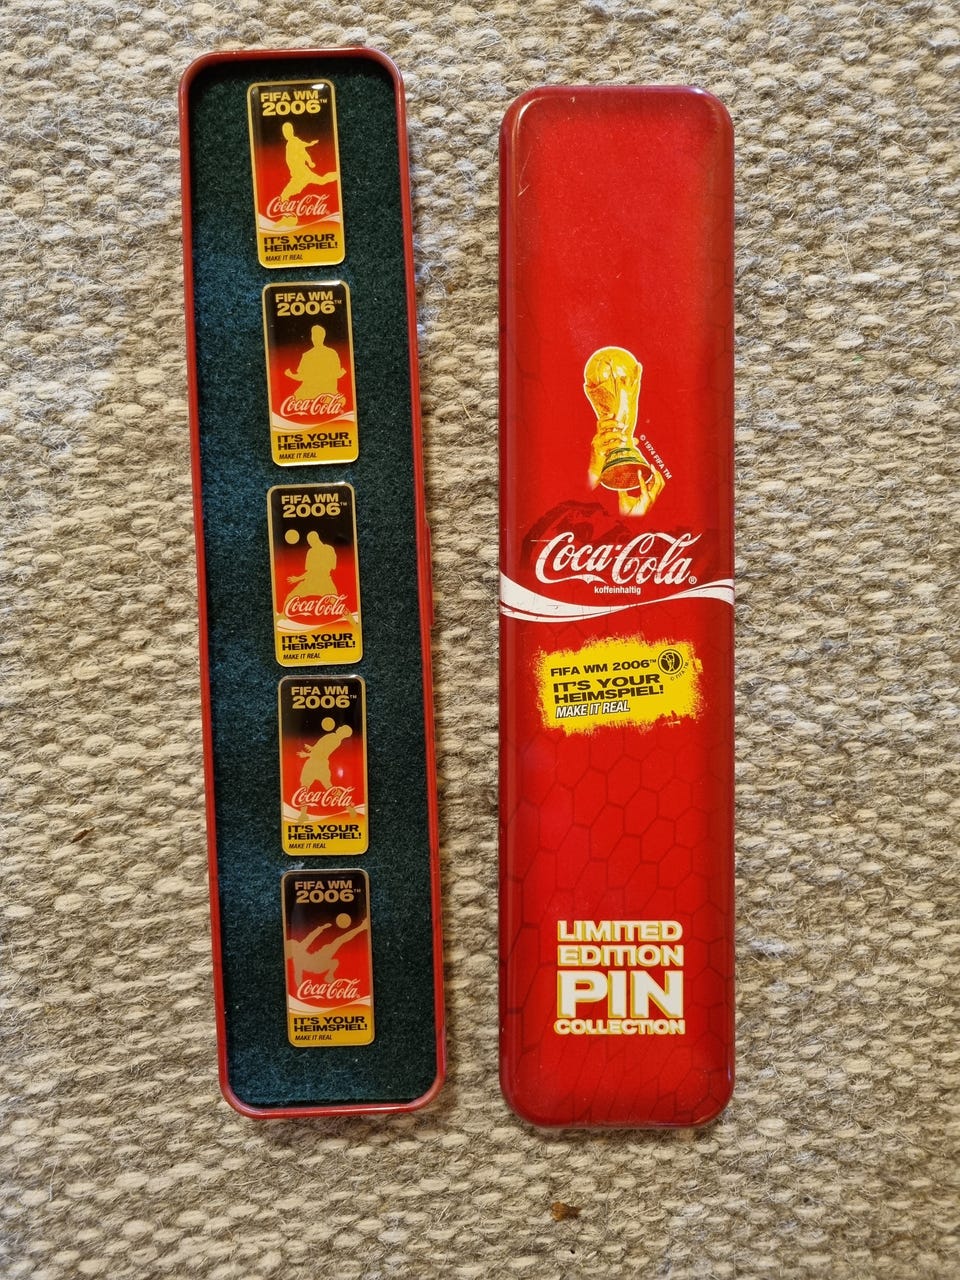 FIFA WM
2006™
Coca-Cola
IT'S YOUR
HEIMSPIEL!
MAKE IT REAL
FIFA WM
2006™
Coca-Cola
IT'S YOUR
HEIMSPIEL!
MAKE IT REAL
FIFA WM
2006™
Coca-Cola
IT'S YOUR
HEIMSPIEL!
MAKE IT REAL
FIFA WM
2006™
Coca-Cola
IT'S YOUR
HEIMSPIEL!
MAKE IT REAL
FIFA WM
2006™
Coca-Cola
IT'S YOUR
HEIMSPIEL!
MAKE IT REAL
© 1974 FIFA TM
Coca-Cola®
koffeinhaltig
FIFA WM 2006™
IT'S YOUR
HEIMSPIEL!
MAKE IT REAL
LIMITED
EDITION
PIN
COLLECTION